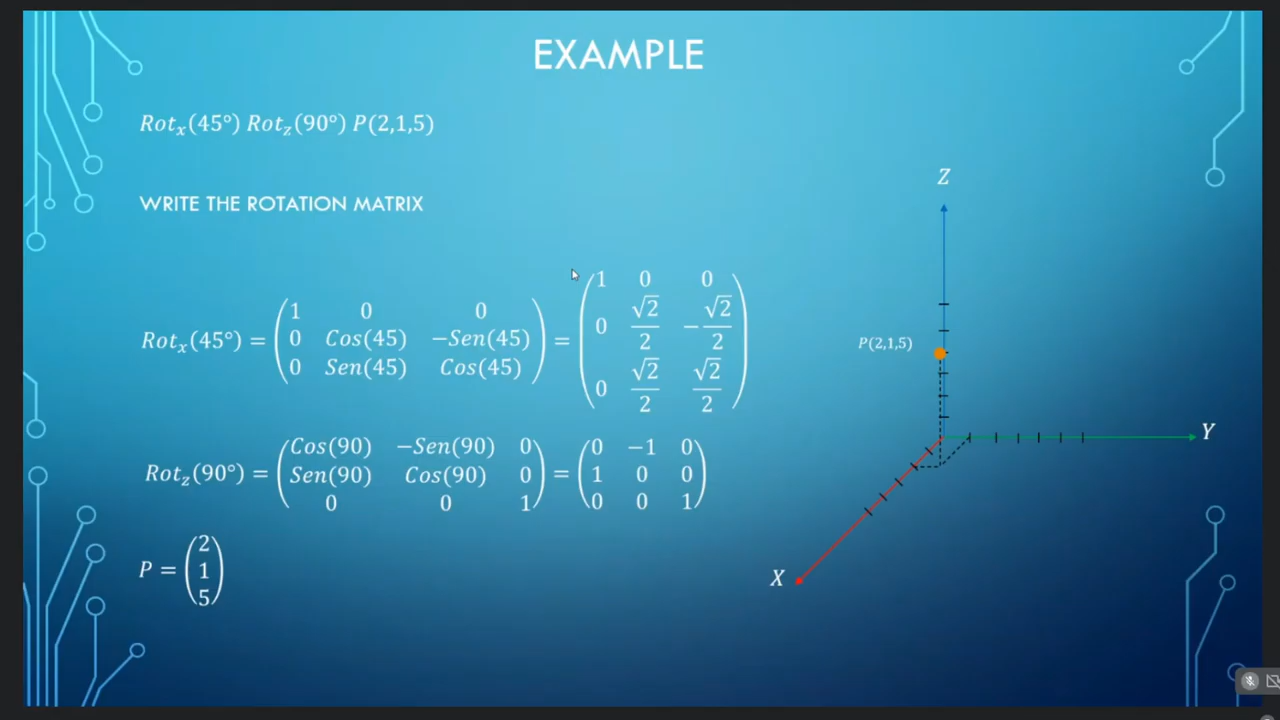 EXAMPLE
Rotₓ(45°) Rot_z(90°) P(2,1,5)
WRITE THE ROTATION MATRIX
Rotₓ(45°) = (1 0 0; 0 Cos(45) −Sen(45); 0 Sen(45) Cos(45)) = (1 0 0; 0 √2/2 −√2/2; 0 √2/2 √2/2)
Rot_z(90°) = (Cos(90) −Sen(90) 0; Sen(90) Cos(90) 0; 0 0 1) = (0 −1 0; 1 0 0; 0 0 1)
P = (2; 1; 5)
Z
P(2,1,5)
Y
X